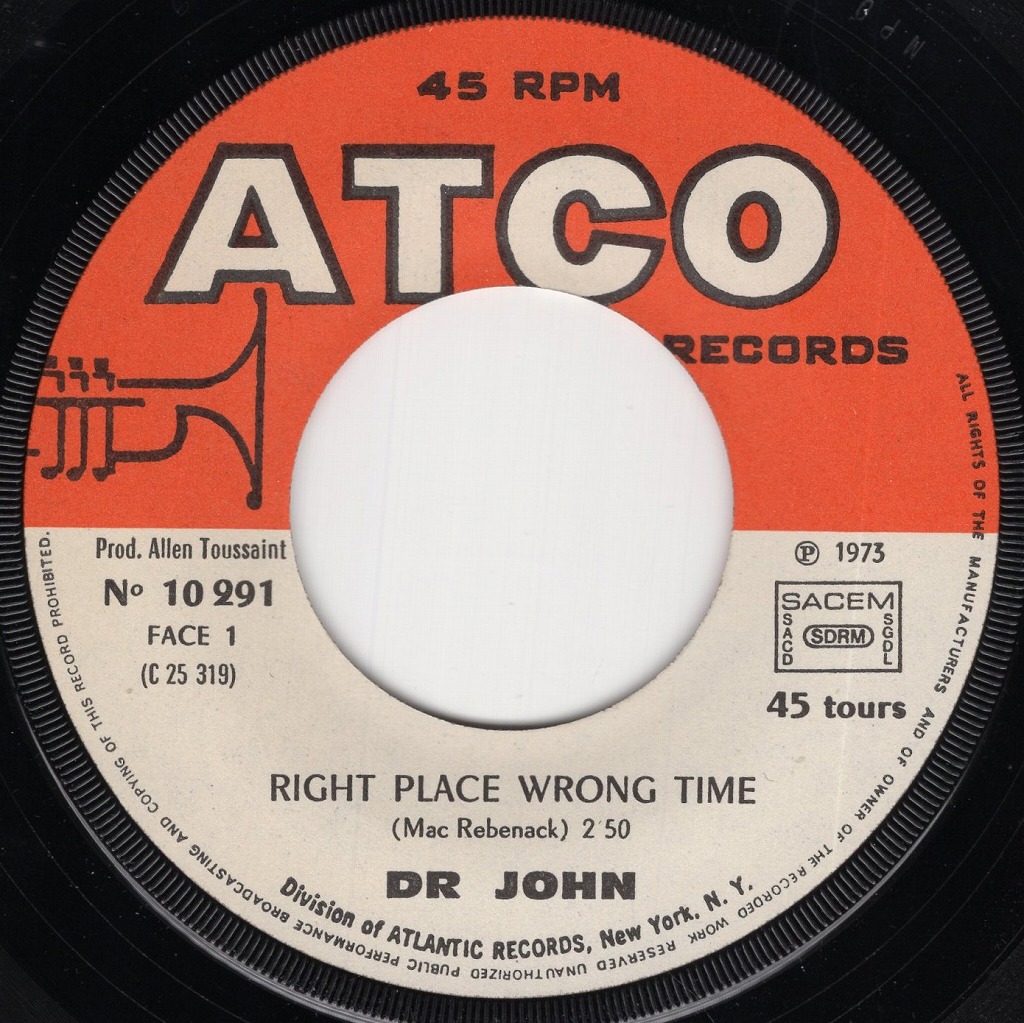 45 RPM
ATCO
RECORDS
Prod. Allen Toussaint
Nº 10 291
FACE 1
(C 25 319)
℗ 1973
SACEM
SACD
SDRM
SGDL
45 tours
RIGHT PLACE WRONG TIME
(Mac Rebenack) 2'50
DR JOHN
Division of ATLANTIC RECORDS, New York, N. Y.
ALL RIGHTS OF THE MANUFACTURERS AND OF OWNER OF THE RECORDED WORK RESERVED UNAUTHORIZED PUBLIC PERFORMANCE BROADCASTING AND COPYING OF THIS RECORD PROHIBITED.